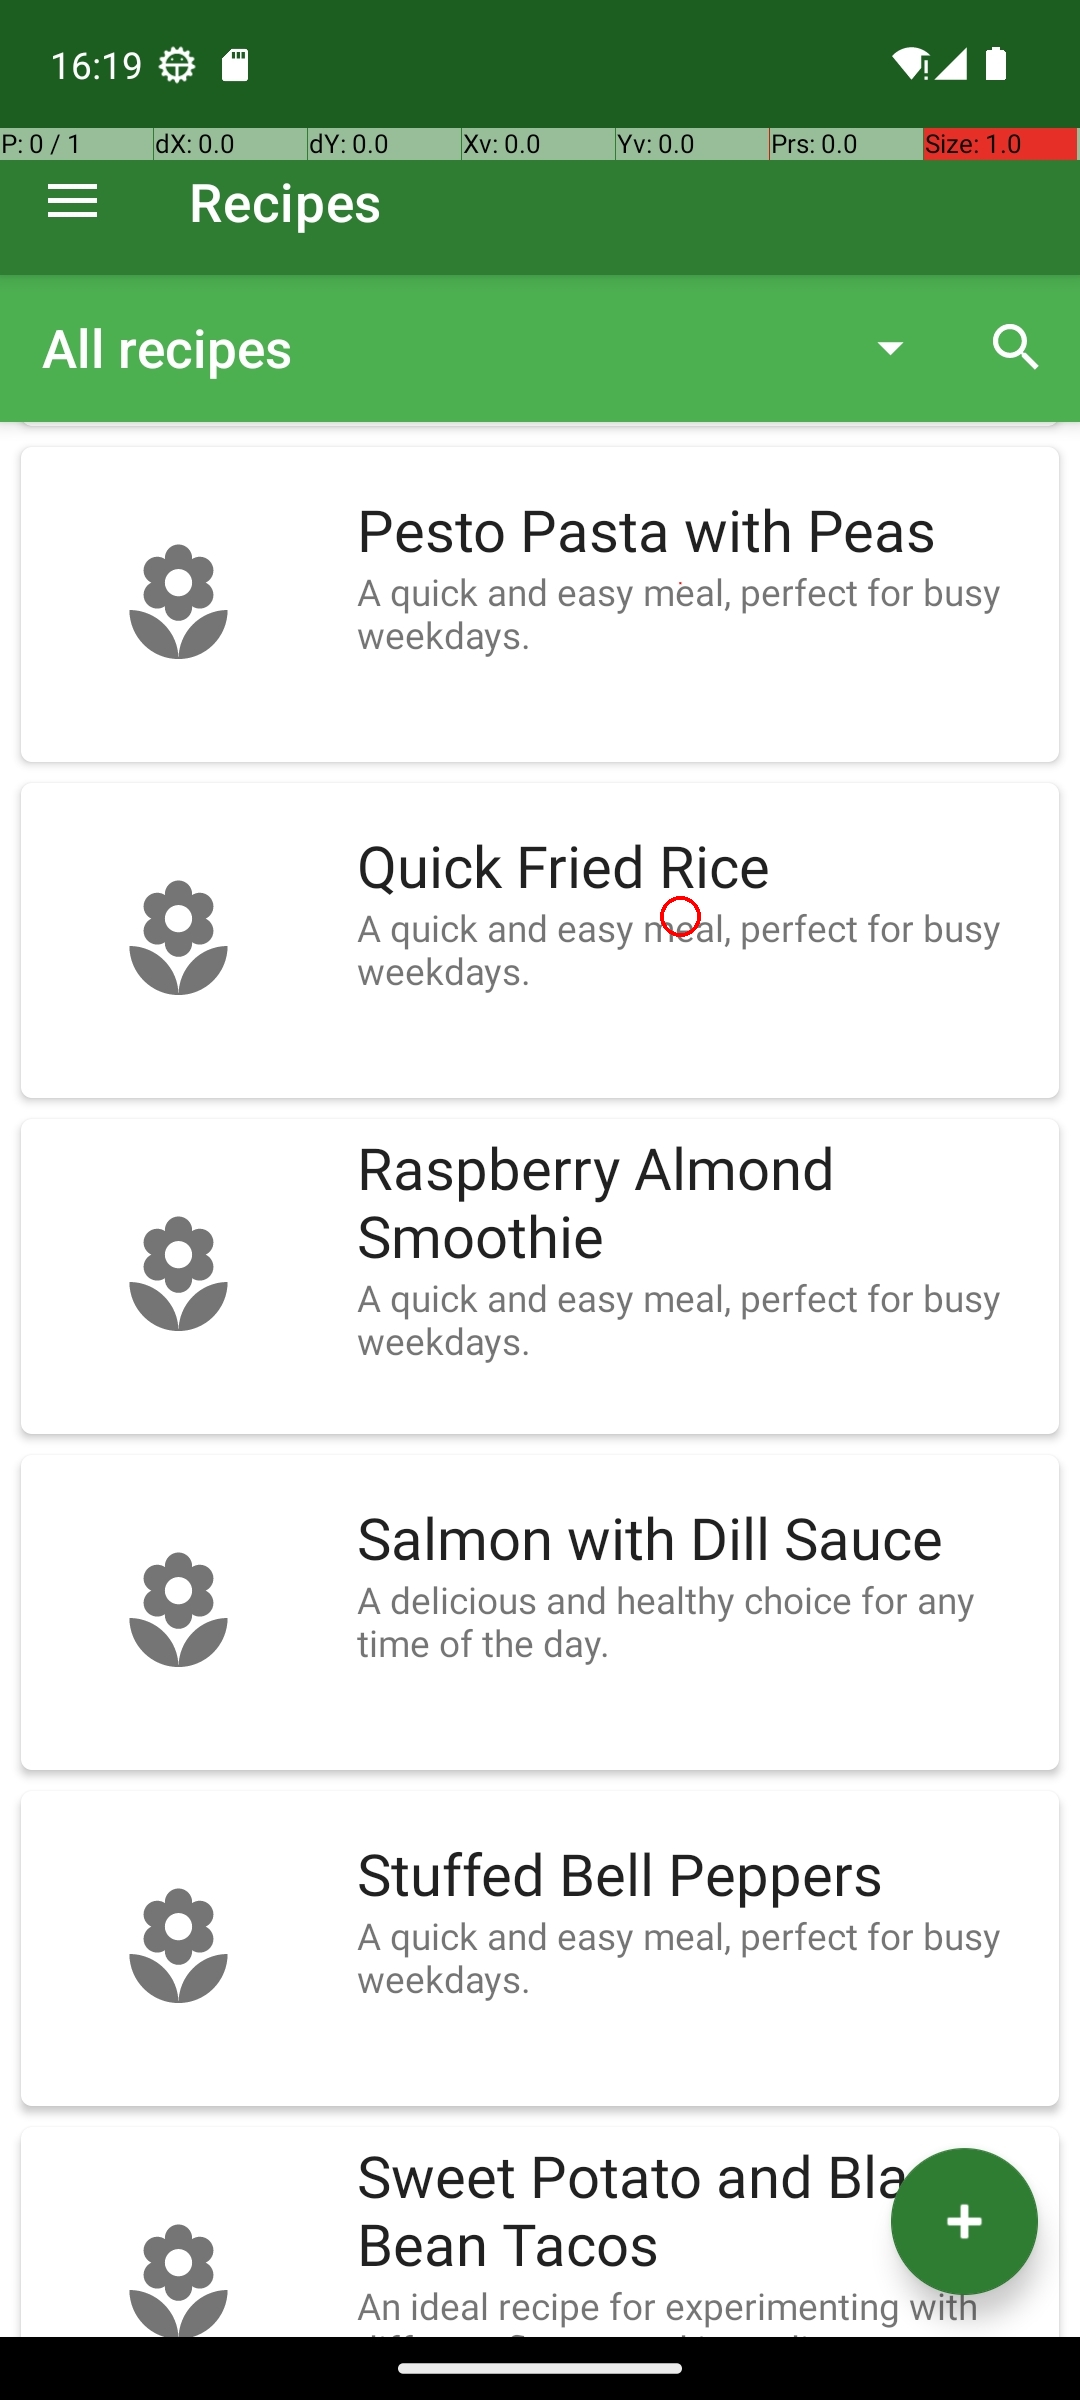 16:19
P: 0 / 1 dX: 0.0 dY: 0.0 Xv: 0.0 Yv: 0.0 Prs: 0.0 Size: 1.0
Recipes
All recipes
Pesto Pasta with Peas
A quick and easy meal, perfect for busy
weekdays.
Quick Fried Rice
A quick and easy meal, perfect for busy
weekdays.
Raspberry Almond
Smoothie
A quick and easy meal, perfect for busy
weekdays.
Salmon with Dill Sauce
A delicious and healthy choice for any
time of the day.
Stuffed Bell Peppers
A quick and easy meal, perfect for busy
weekdays.
Sweet Potato and Bla
Bean Tacos
An ideal recipe for experimenting with